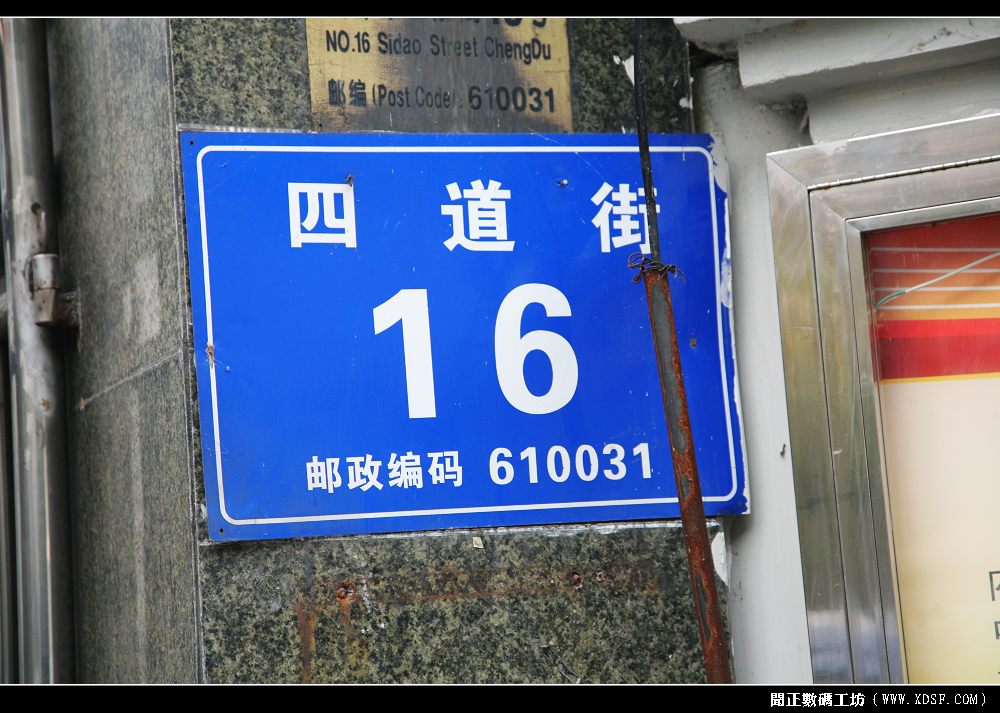 NO.16 Sidao Street ChengDu
邮编 (Post Code): 610031
四道街
16
邮政编码 610031
閒正數碼工坊 (WWW.XDSF.COM)